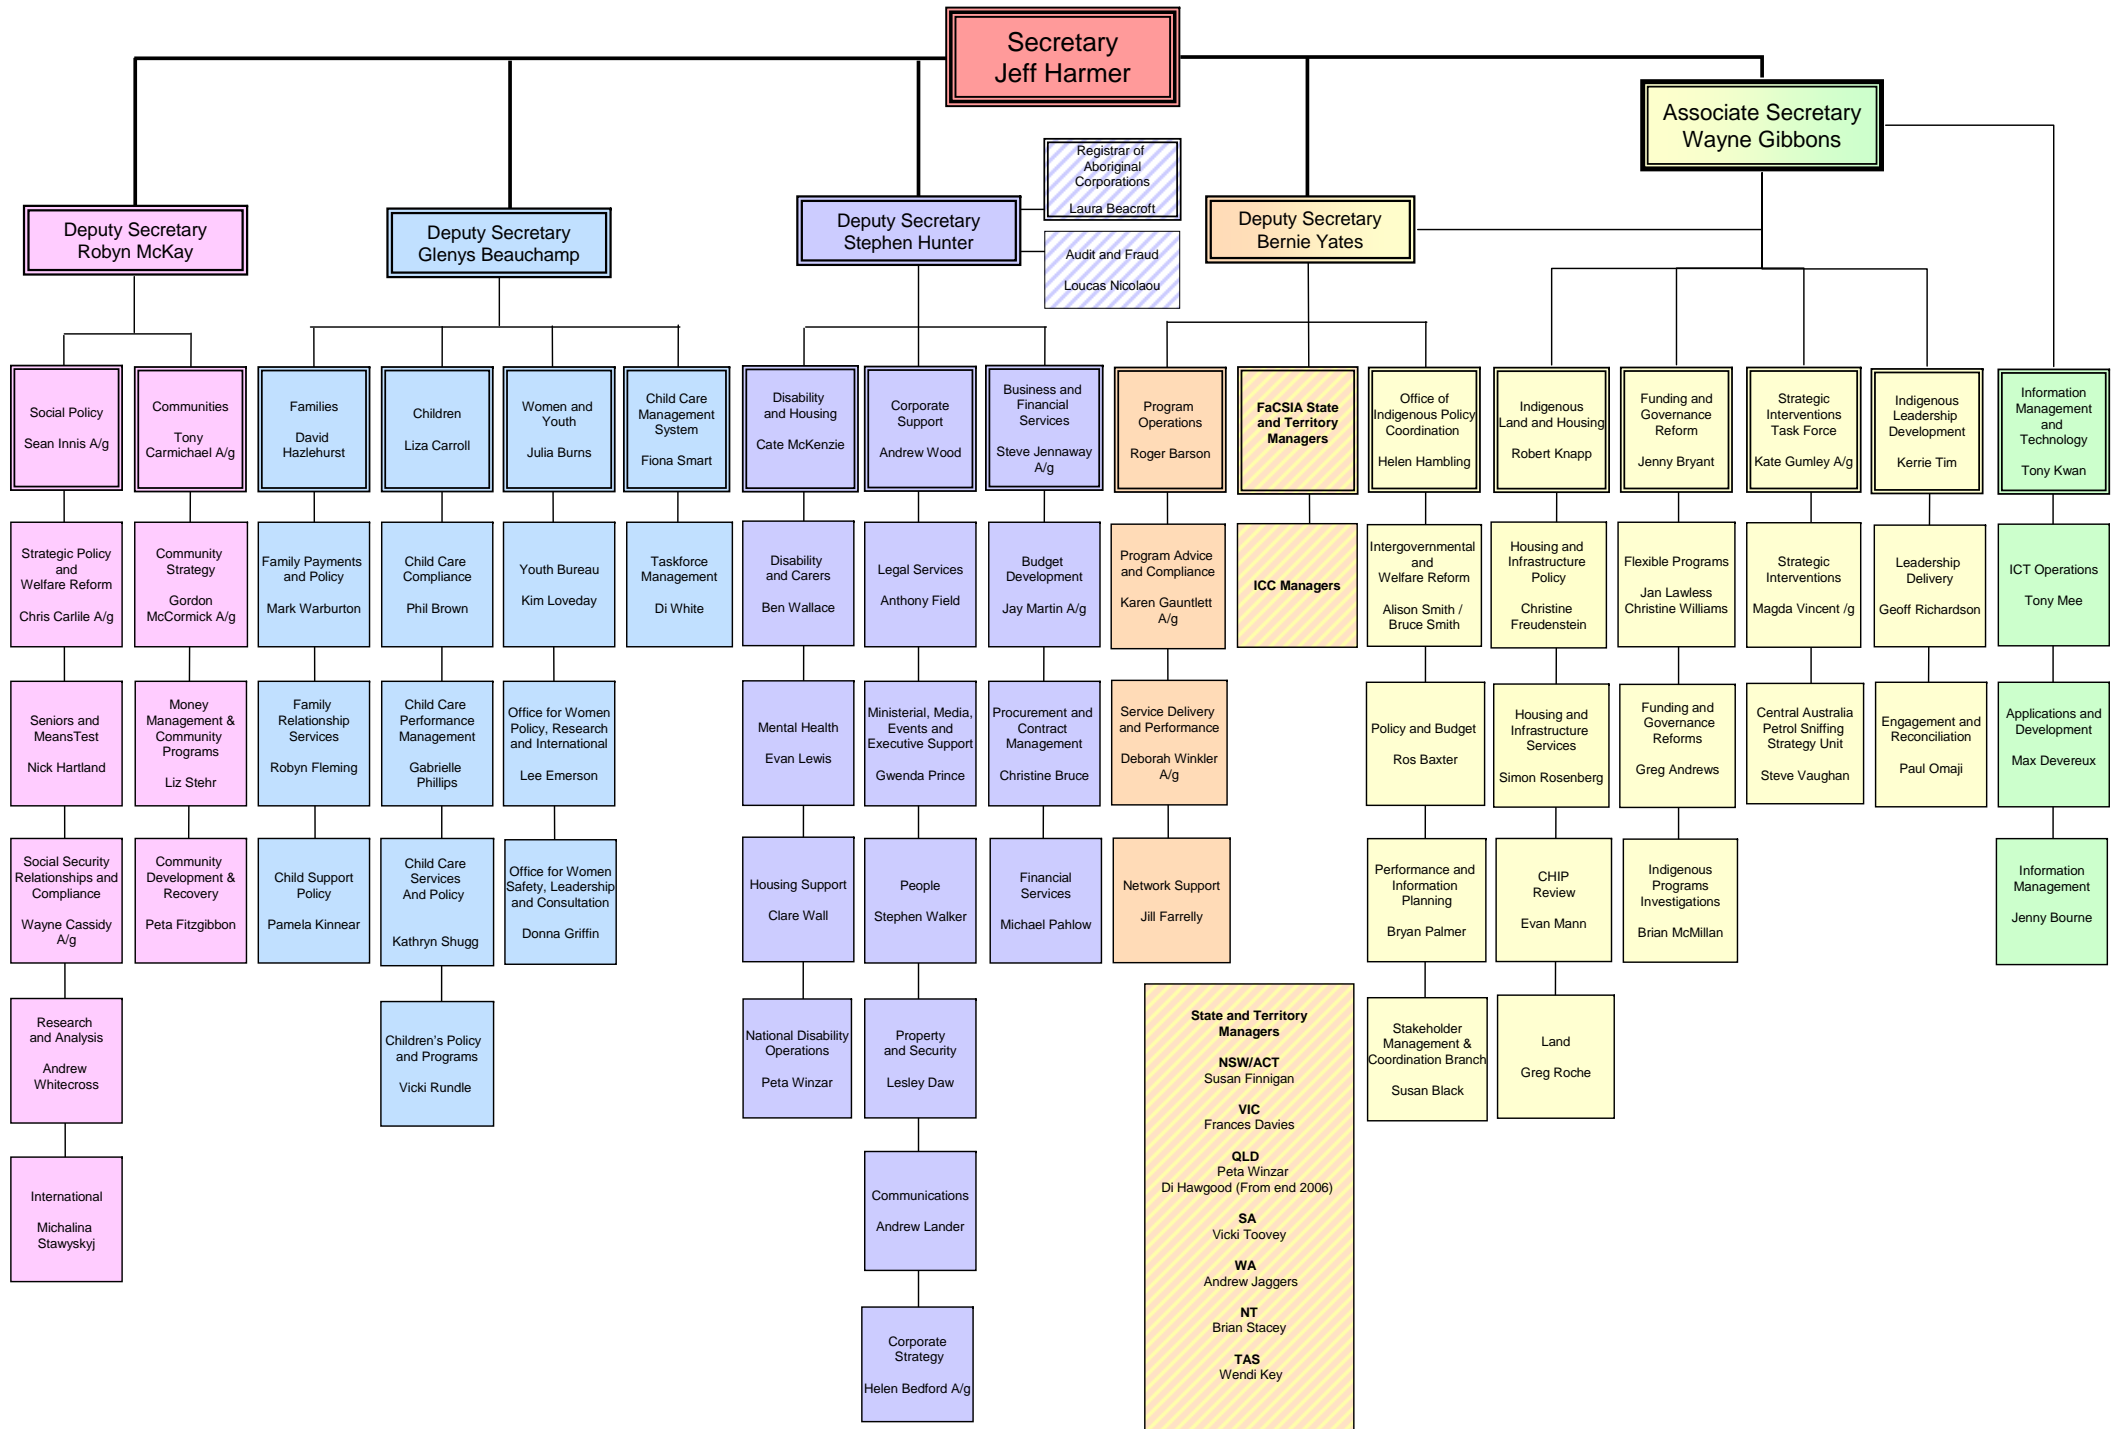 Secretary
Jeff Harmer
Associate Secretary
Wayne Gibbons
Registrar of
Aboriginal
Corporations
Laura Beacroft
Deputy Secretary
Robyn McKay
Deputy Secretary
Glenys Beauchamp
Deputy Secretary
Stephen Hunter
Deputy Secretary
Bernie Yates
Audit and Fraud
Loucas Nicolaou
Social Policy
Sean Innis A/g
Communities
Tony
Carmichael A/g
Families
David
Hazlehurst
Children
Liza Carroll
Women and
Youth
Julia Burns
Child Care
Management
System
Fiona Smart
Disability
and Housing
Cate McKenzie
Corporate
Support
Andrew Wood
Business and
Financial
Services
Steve Jennaway
A/g
Program
Operations
Roger Barson
FaCSIA State
and Territory
Managers
Office of
Indigenous Policy
Coordination
Helen Hambling
Indigenous
Land and Housing
Robert Knapp
Funding and
Governance
Reform
Jenny Bryant
Strategic
Interventions
Task Force
Kate Gumley A/g
Indigenous
Leadership
Development
Kerrie Tim
Information
Management
and
Technology
Tony Kwan
Strategic Policy
and
Welfare Reform
Chris Carlile A/g
Community
Strategy
Gordon
McCormick A/g
Family Payments
and Policy
Mark Warburton
Child Care
Compliance
Phil Brown
Youth Bureau
Kim Loveday
Taskforce
Management
Di White
Disability
and Carers
Ben Wallace
Legal Services
Anthony Field
Budget
Development
Jay Martin A/g
Program Advice
and Compliance
Karen Gauntlett
A/g
ICC Managers
Intergovernmental
and
Welfare Reform
Alison Smith /
Bruce Smith
Housing and
Infrastructure
Policy
Christine
Freudenstein
Flexible Programs
Jan Lawless
Christine Williams
Strategic
Interventions
Magda Vincent /g
Leadership
Delivery
Geoff Richardson
ICT Operations
Tony Mee
Seniors and
MeansTest
Nick Hartland
Money
Management &
Community
Programs
Liz Stehr
Family
Relationship
Services
Robyn Fleming
Child Care
Performance
Management
Gabrielle
Phillips
Office for Women
Policy, Research
and International
Lee Emerson
Mental Health
Evan Lewis
Ministerial, Media,
Events and
Executive Support
Gwenda Prince
Procurement and
Contract
Management
Christine Bruce
Service Delivery
and Performance
Deborah Winkler
A/g
Policy and Budget
Ros Baxter
Housing and
Infrastructure
Services
Simon Rosenberg
Funding and
Governance
Reforms
Greg Andrews
Central Australia
Petrol Sniffing
Strategy Unit
Steve Vaughan
Engagement and
Reconciliation
Paul Omaji
Applications and
Development
Max Devereux
Social Security
Relationships and
Compliance
Wayne Cassidy
A/g
Community
Development &
Recovery
Peta Fitzgibbon
Child Support
Policy
Pamela Kinnear
Child Care
Services
And Policy
Kathryn Shugg
Office for Women
Safety, Leadership
and Consultation
Donna Griffin
Housing Support
Clare Wall
People
Stephen Walker
Financial
Services
Michael Pahlow
Network Support
Jill Farrelly
Performance and
Information
Planning
Bryan Palmer
CHIP
Review
Evan Mann
Indigenous
Programs
Investigations
Brian McMillan
Information
Management
Jenny Bourne
Research
and Analysis
Andrew
Whitecross
Children's Policy
and Programs
Vicki Rundle
National Disability
Operations
Peta Winzar
Property
and Security
Lesley Daw
State and Territory
Managers
NSW/ACT
Susan Finnigan
VIC
Frances Davies
QLD
Peta Winzar
Di Hawgood (From end 2006)
SA
Vicki Toovey
WA
Andrew Jaggers
NT
Brian Stacey
TAS
Wendi Key
Stakeholder
Management &
Coordination Branch
Susan Black
Land
Greg Roche
International
Michalina
Stawyskyj
Communications
Andrew Lander
Corporate
Strategy
Helen Bedford A/g